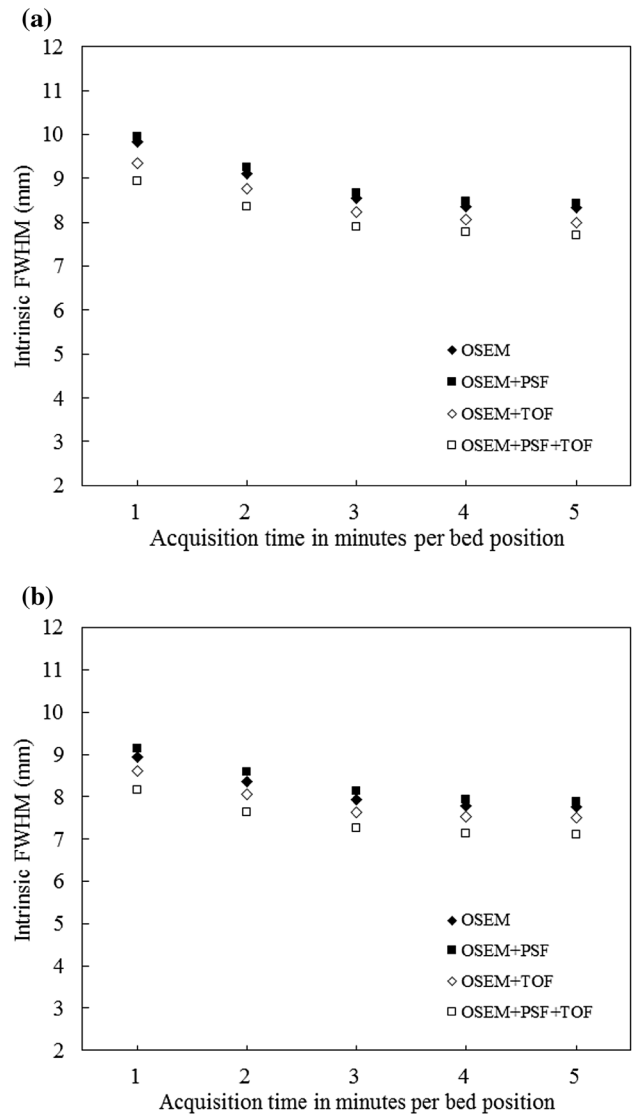 (a)
12
11
10
9
8
7
6
5
4
3
2
Intrinsic FWHM (mm)
OSEM
OSEM+PSF
OSEM+TOF
OSEM+PSF+TOF
1 2 3 4 5
Acquisition time in minutes per bed position
(b)
12
11
10
9
8
7
6
5
4
3
2
Intrinsic FWHM (mm)
OSEM
OSEM+PSF
OSEM+TOF
OSEM+PSF+TOF
1 2 3 4 5
Acquisition time in minutes per bed position